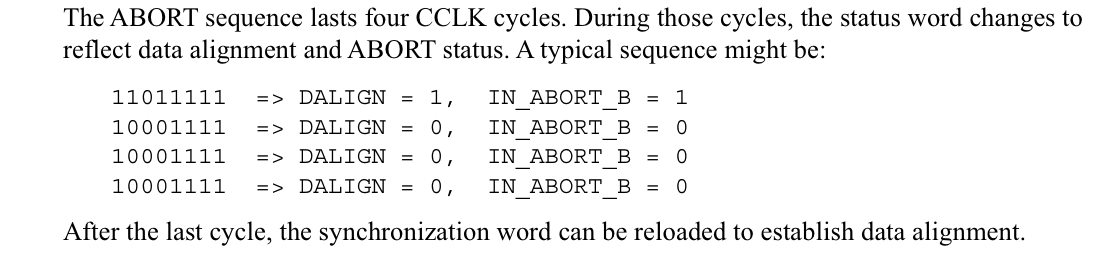 The ABORT sequence lasts four CCLK cycles. During those cycles, the status word changes to
reflect data alignment and ABORT status. A typical sequence might be:
11011111 => DALIGN = 1, IN_ABORT_B = 1
10001111 => DALIGN = 0, IN_ABORT_B = 0
10001111 => DALIGN = 0, IN_ABORT_B = 0
10001111 => DALIGN = 0, IN_ABORT_B = 0
After the last cycle, the synchronization word can be reloaded to establish data alignment.